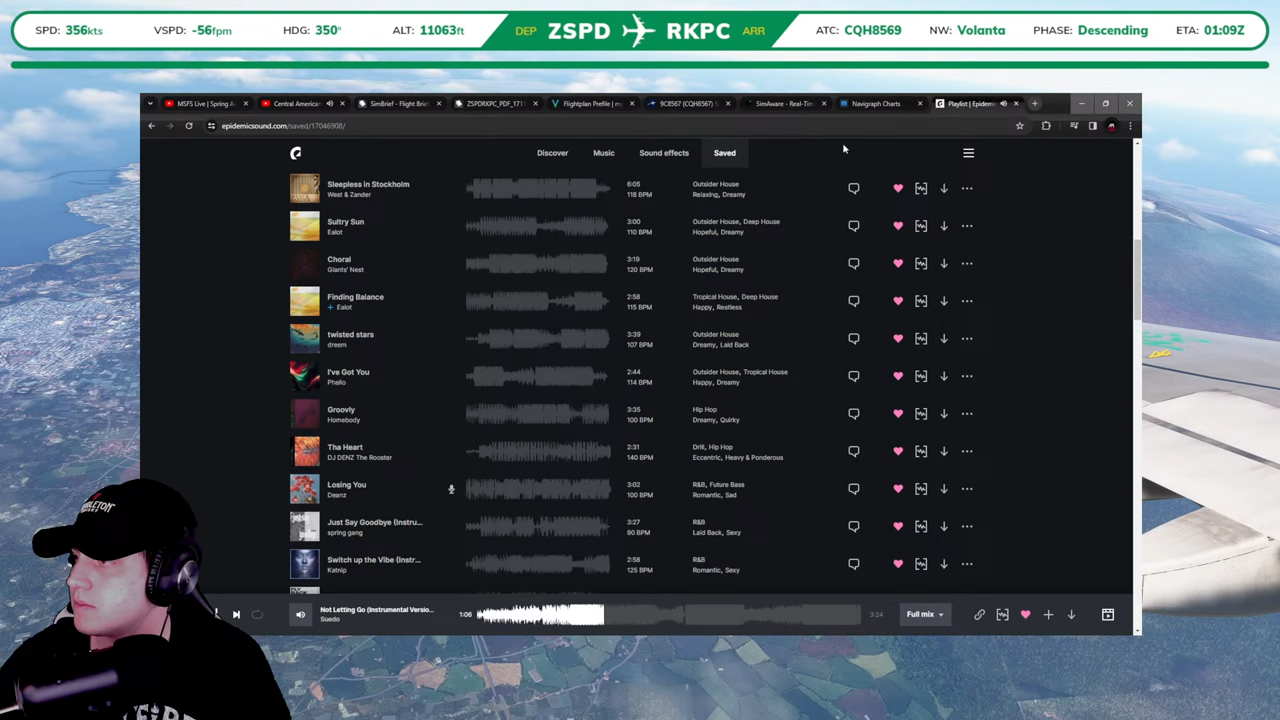 SPD: 356kts
VSPD: -56fpm
HDG: 350°
ALT: 11063ft
DEP ZSPD RKPC ARR
ATC: CQH8569
NW: Volanta
PHASE: Descending
ETA: 01:09Z
MSFS Live | Spring A
Central American
SimBrief - Flight Brie
ZSPDRKPC_PDF_171
Flightplan Prefile | m
9C8567 (CQH8567)
SimAware - Real-Tim
Navigraph Charts
Playlist | Epidem
epidemicsound.com/saved/17046908/
Discover
Music
Sound effects
Saved
Sleepless in Stockholm 6:05 Outsider House
West & Zander 118 BPM Relaxing, Dreamy
Sultry Sun 3:00 Outsider House, Deep House
Ealot 110 BPM Hopeful, Dreamy
Choral 3:19 Outsider House
Giants' Nest 120 BPM Hopeful, Dreamy
Finding Balance 2:58 Tropical House, Deep House
+ Ealot 115 BPM Happy, Restless
twisted stars 3:39 Outsider House
dreem 107 BPM Dreamy, Laid Back
I've Got You 2:44 Outsider House, Tropical House
Phello 114 BPM Happy, Dreamy
Groovly 3:35 Hip Hop
Homebody 100 BPM Dreamy, Quirky
Tha Heart 2:31 Drill, Hip Hop
DJ DENZ The Rooster 140 BPM Eccentric, Heavy & Ponderous
Losing You 3:02 R&B, Future Bass
Deanz 100 BPM Romantic, Sad
Just Say Goodbye (Instru... 3:27 R&B
spring gang 90 BPM Laid Back, Sexy
Switch up the Vibe (Instr... 2:58 R&B
Katnip 125 BPM Romantic, Sexy
Not Letting Go (Instrumental Versio... 1:06 3:24 Full mix
Suedo